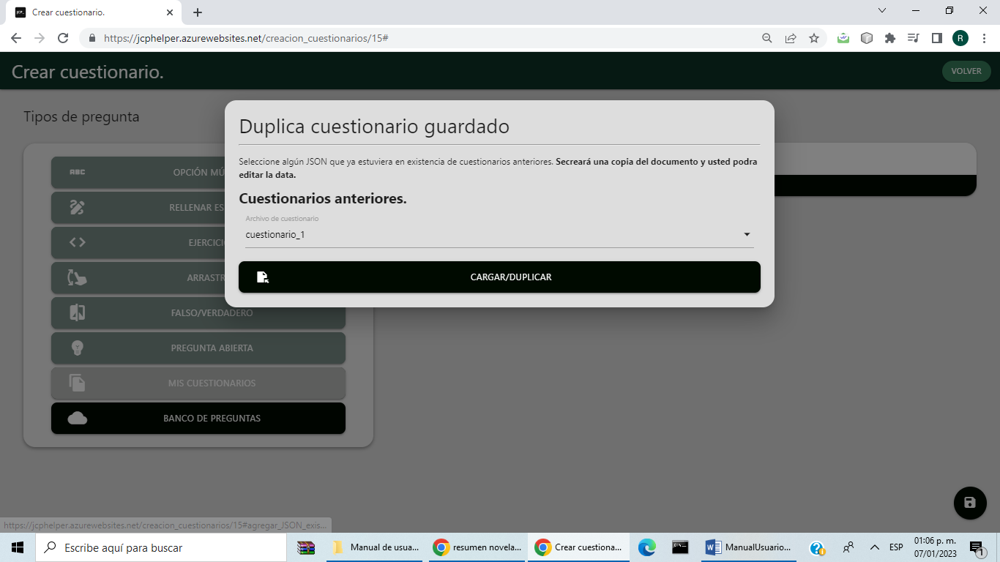 Crear cuestionario.
https://jcphelper.azurewebsites.net/creacion_cuestionarios/15#
R
Crear cuestionario.
VOLVER
Tipos de pregunta
ABC
OPCIÓN MÚ
RELLENAR ES
EJERCICI
ARRASTR
FALSO/VERDADERO
PREGUNTA ABIERTA
MIS CUESTIONARIOS
BANCO DE PREGUNTAS
Duplica cuestionario guardado
Seleccione algún JSON que ya estuviera en existencia de cuestionarios anteriores. Secreará una copia del documento y usted podra
editar la data.
Cuestionarios anteriores.
Archivo de cuestionario
cuestionario_1
CARGAR/DUPLICAR
https://jcphelper.azurewebsites.net/creacion_cuestionarios/15#agregar_JSON_exis...
Escribe aquí para buscar
Manual de usua...
resumen novela...
Crear cuestiona...
ManualUsuario...
ESP
01:06 p. m.
07/01/2023
1